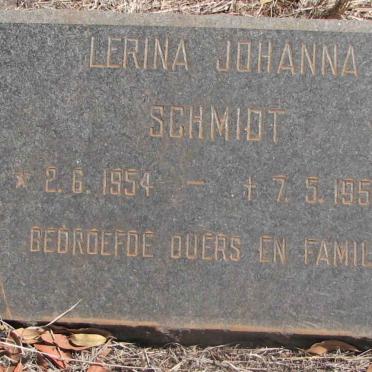 LERINA JOHANNA
SCHMIDT
* 2.6.1954 — † 7.5.195
BEDROEFDE OUERS EN FAMIL